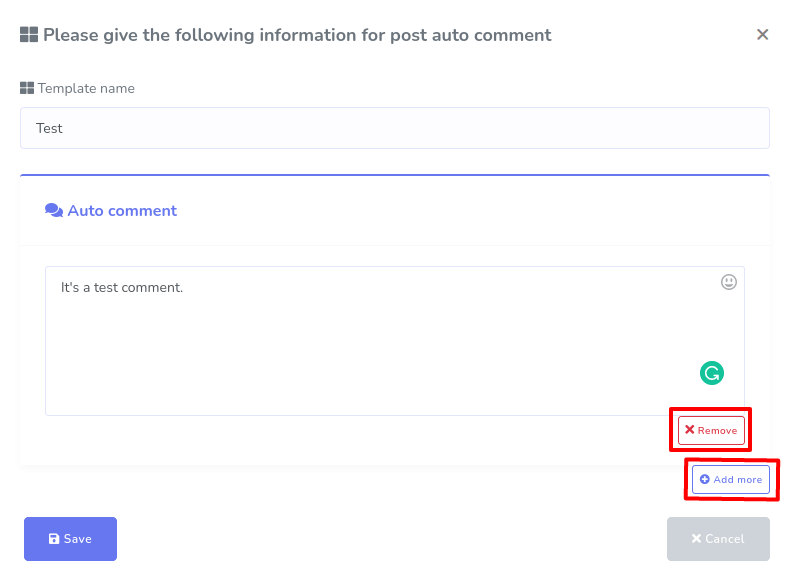 Please give the following information for post auto comment
Template name
Test
Auto comment
It's a test comment.
Remove
Add more
Save
Cancel